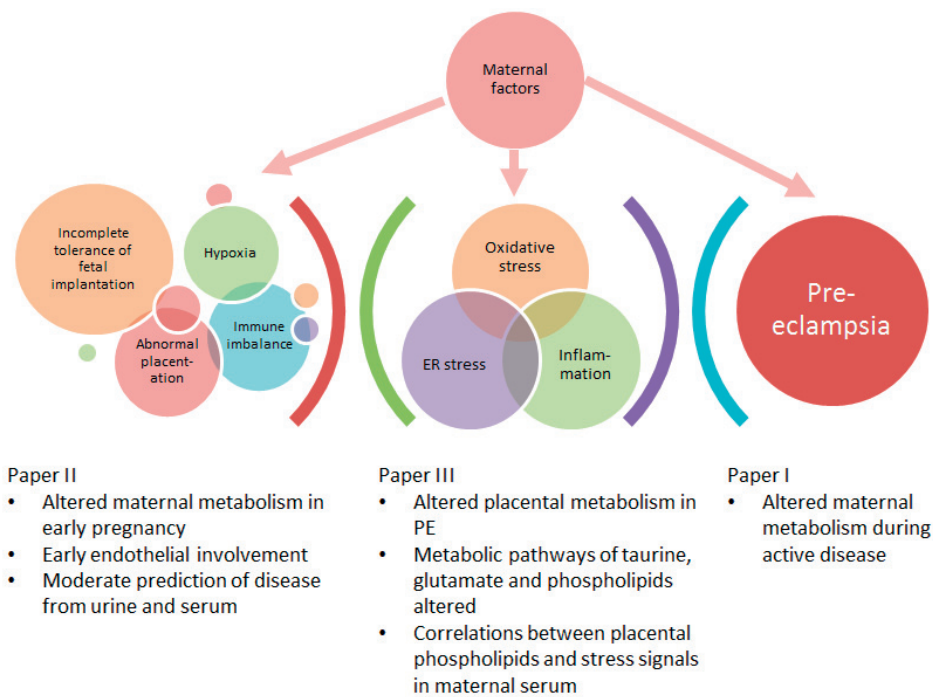 Maternal
factors
Incomplete
tolerance of
fetal
implantation
Hypoxia
Abnormal
placent-
ation
Immune
imbalance
Oxidative
stress
ER stress
Inflam-
mation
Pre-
eclampsia
Paper II
• Altered maternal metabolism in
early pregnancy
• Early endothelial involvement
• Moderate prediction of disease
from urine and serum
Paper III
• Altered placental metabolism in
PE
• Metabolic pathways of taurine,
glutamate and phospholipids
altered
• Correlations between placental
phospholipids and stress signals
in maternal serum
Paper I
• Altered maternal
metabolism during
active disease